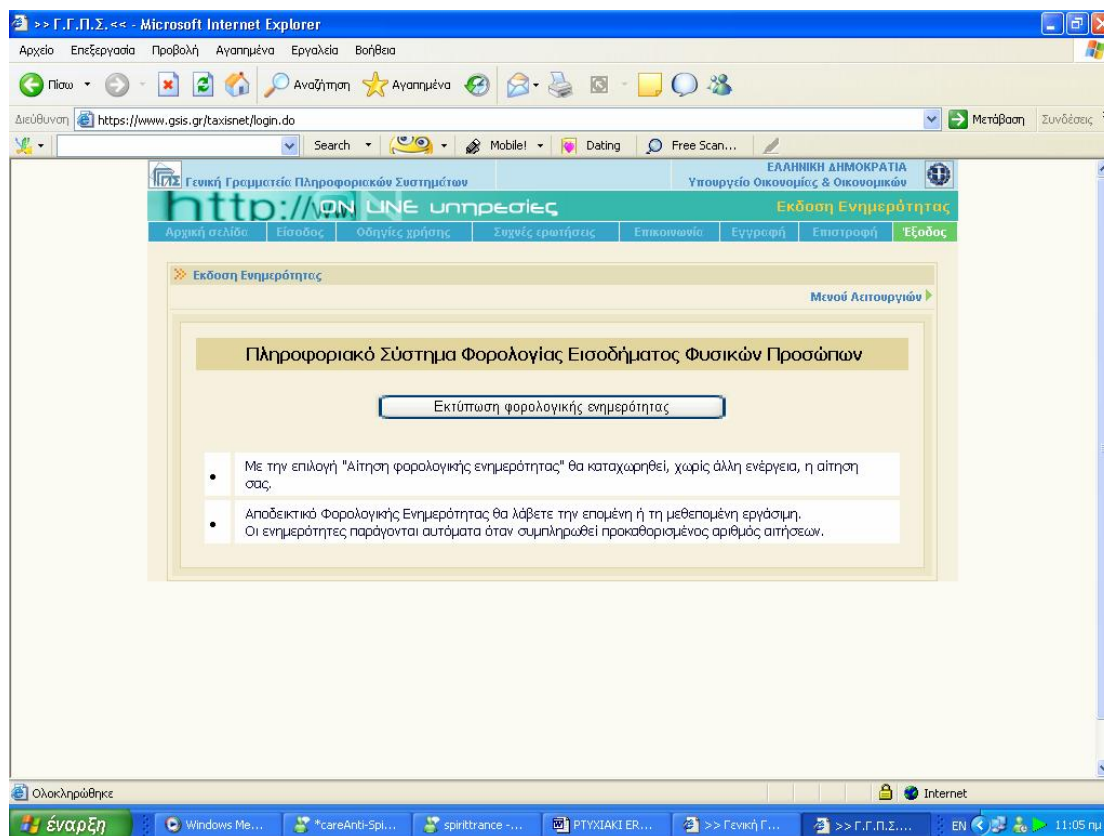 >> Γ.Γ.Π.Σ. << - Microsoft Internet Explorer
Αρχείο Επεξεργασία Προβολή Αγαπημένα Εργαλεία Βοήθεια
Πίσω Αναζήτηση Αγαπημένα
Διεύθυνση https://www.gsis.gr/taxisnet/login.do Μετάβαση Συνδέσεις
Search Mobile! Dating Free Scan...
ΓΓΠΣ Γενική Γραμματεία Πληροφοριακών Συστημάτων
ΕΛΛΗΝΙΚΗ ΔΗΜΟΚΡΑΤΙΑ
Υπουργείο Οικονομίας & Οικονομικών
http://
ON LINE υπηρεσίες
Εκδοση Ενημερότητας
Αρχική σελίδα Είσοδος Οδηγίες χρήσης Συχνές ερωτήσεις Επικοινωνία Εγγραφή Επιστροφή Έξοδος
Εκδοση Ενημερότητας
Μενού Λειτουργιών
Πληροφοριακό Σύστημα Φορολογίας Εισοδήματος Φυσικών Προσώπων
Εκτύπωση φορολογικής ενημερότητας
• Με την επιλογή "Αίτηση φορολογικής ενημερότητας" θα καταχωρηθεί, χωρίς άλλη ενέργεια, η αίτηση
σας.
• Αποδεικτικό Φορολογικής Ενημερότητας θα λάβετε την επομένη ή τη μεθεπομένη εργάσιμη.
Οι ενημερότητες παράγονται αυτόματα όταν συμπληρωθεί προκαθορισμένος αριθμός αιτήσεων.
Ολοκληρώθηκε Internet
έναρξη Windows Me... *careAnti-Spi... spirittrance -... PTYXIAKI ER... >> Γενική Γ... >> Γ.Γ.Π.Σ.... EN 11:05 πμ